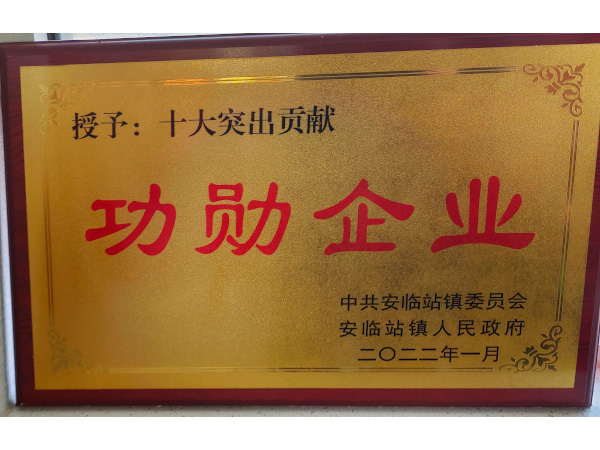 授予：十大突出贡献
功勋企业
中共安临站镇委员会
安临站镇人民政府
二〇二二年一月